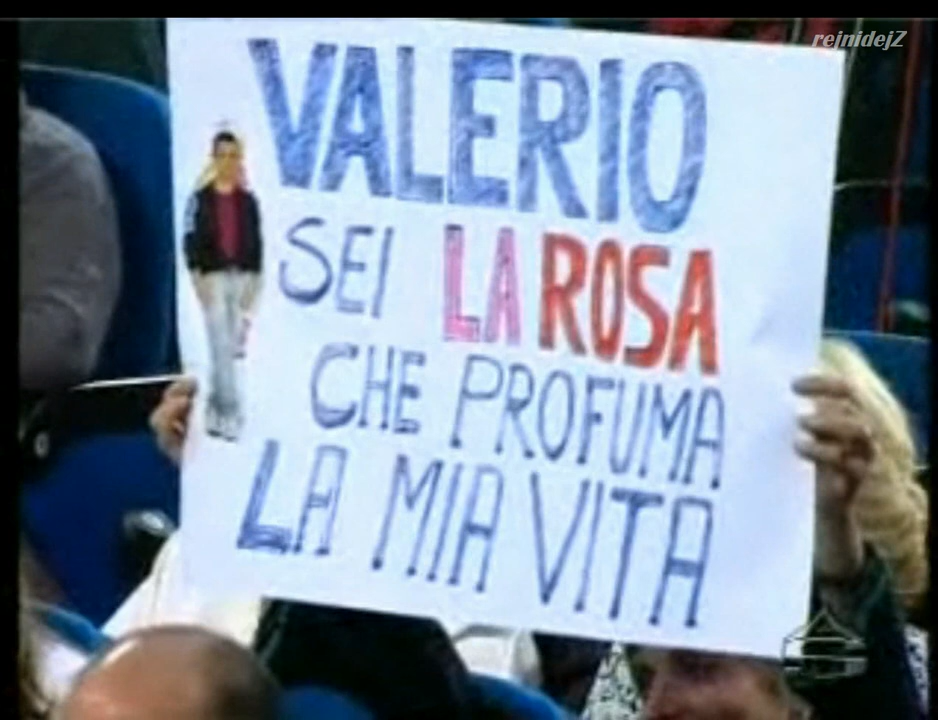 rejnidejZ
VALERIO
SEI LA ROSA
CHE PROFUMA
LA MIA VITA